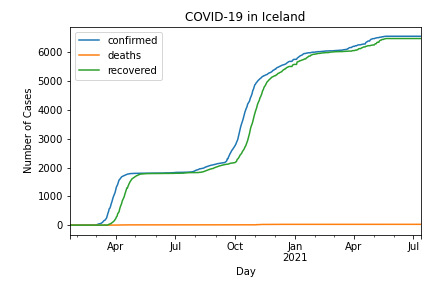 COVID-19 in Iceland
confirmed
deaths
recovered
Number of Cases
6000
5000
4000
3000
2000
1000
0
Apr Jul Oct Jan Apr Jul
2021
Day